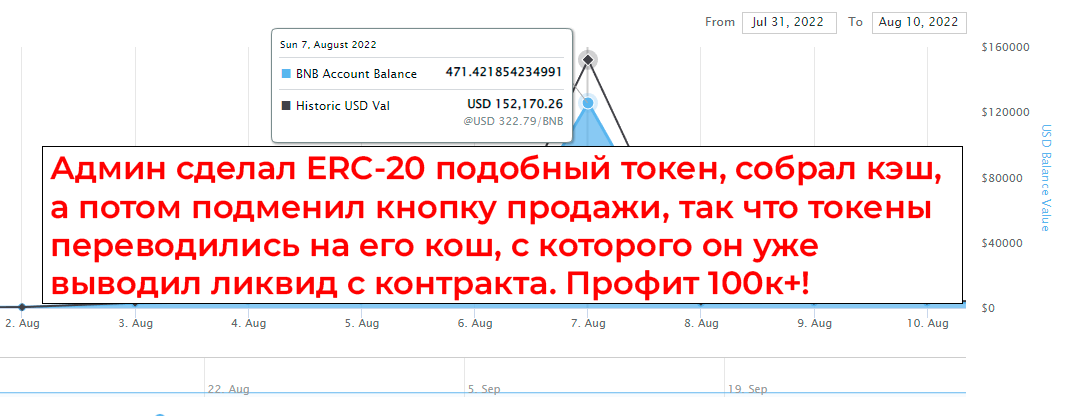 From Jul 31, 2022 To Aug 10, 2022
Sun 7, August 2022
BNB Account Balance 471.421854234991
Historic USD Val USD 152,170.26
@USD 322.79/BNB
$160000
$120000
$80000
$40000
$0
USD Balance Value
Админ сделал ERC-20 подобный токен, собрал кэш,
а потом подменил кнопку продажи, так что токены
переводились на его кош, с которого он уже
выводил ликвид с контракта. Профит 100к+!
2. Aug 3. Aug 4. Aug 5. Aug 6. Aug 7. Aug 8. Aug 9. Aug 10. Aug
22. Aug 5. Sep 19. Sep